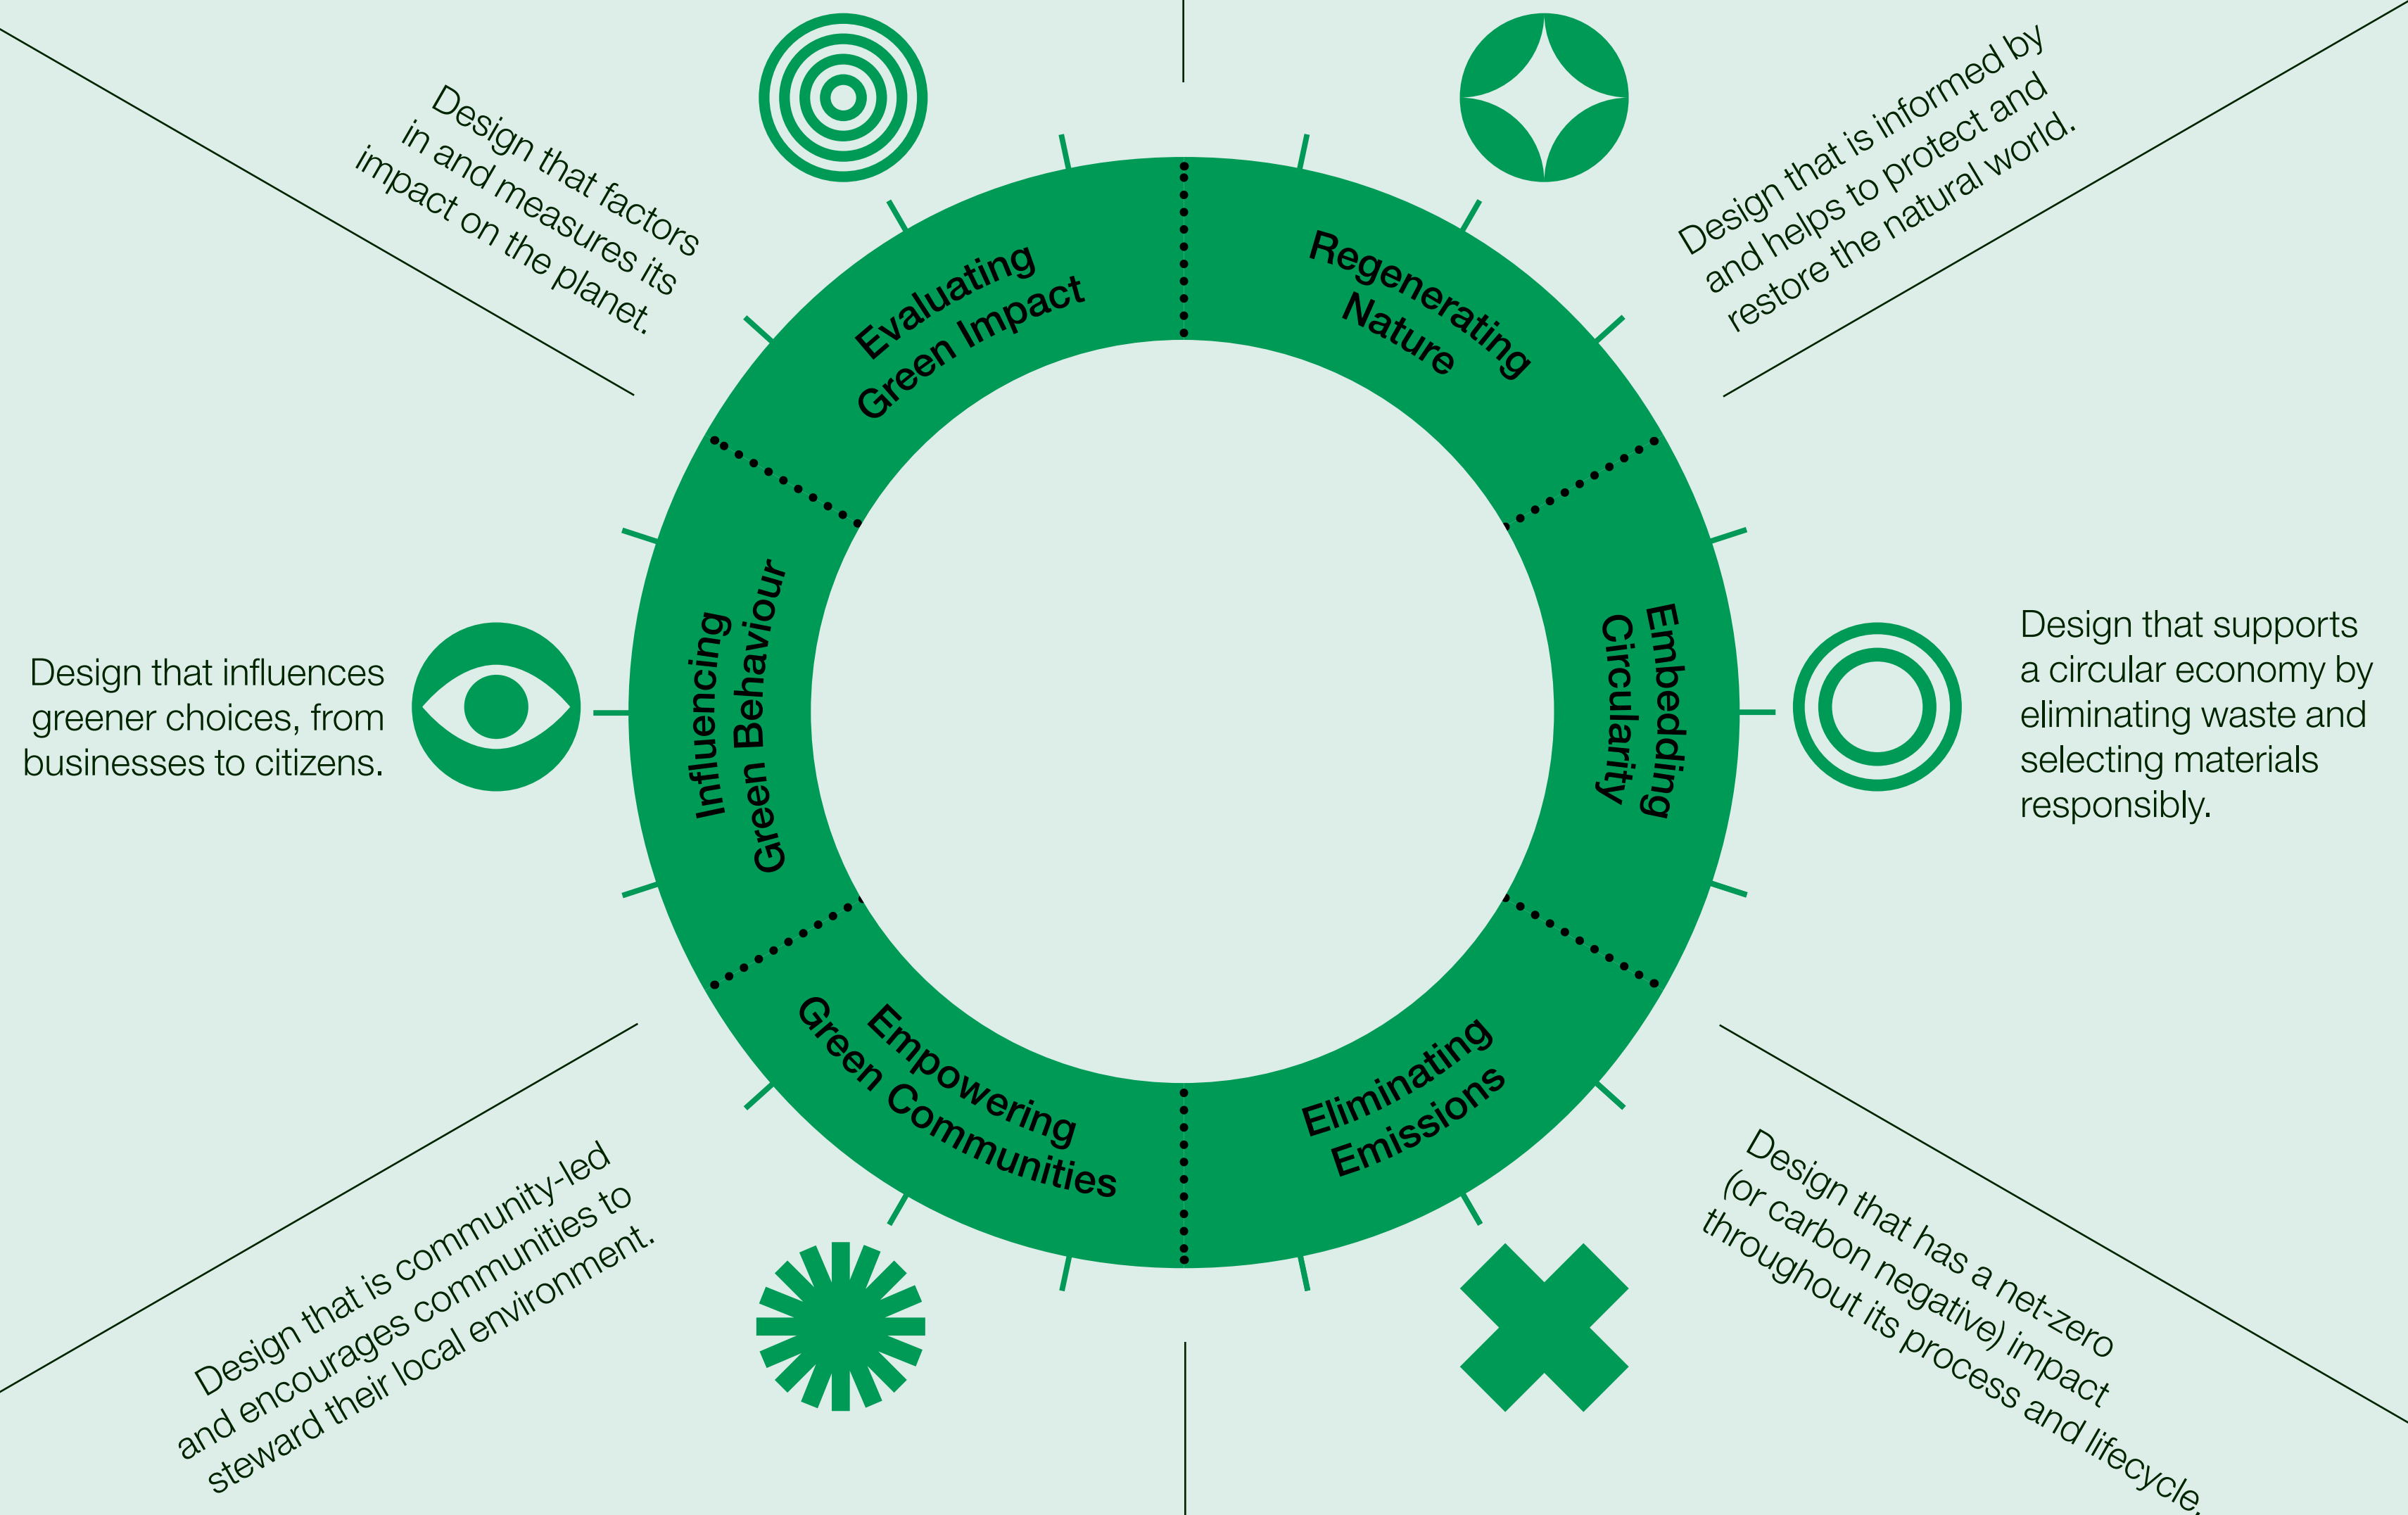 Design that factors
in and measures its
impact on the planet.
Evaluating
Green Impact
Design that is informed by
and helps to protect and
restore the natural world.
Regenerating
Nature
Design that supports
a circular economy by
eliminating waste and
selecting materials
responsibly.
Embedding
Circularity
Design that has a net-zero
(or carbon negative) impact
throughout its process and lifecycle.
Eliminating
Emissions
Design that is community-led
and encourages communities to
steward their local environment.
Empowering
Green Communities
Design that influences
greener choices, from
businesses to citizens.
Influencing
Green Behaviour